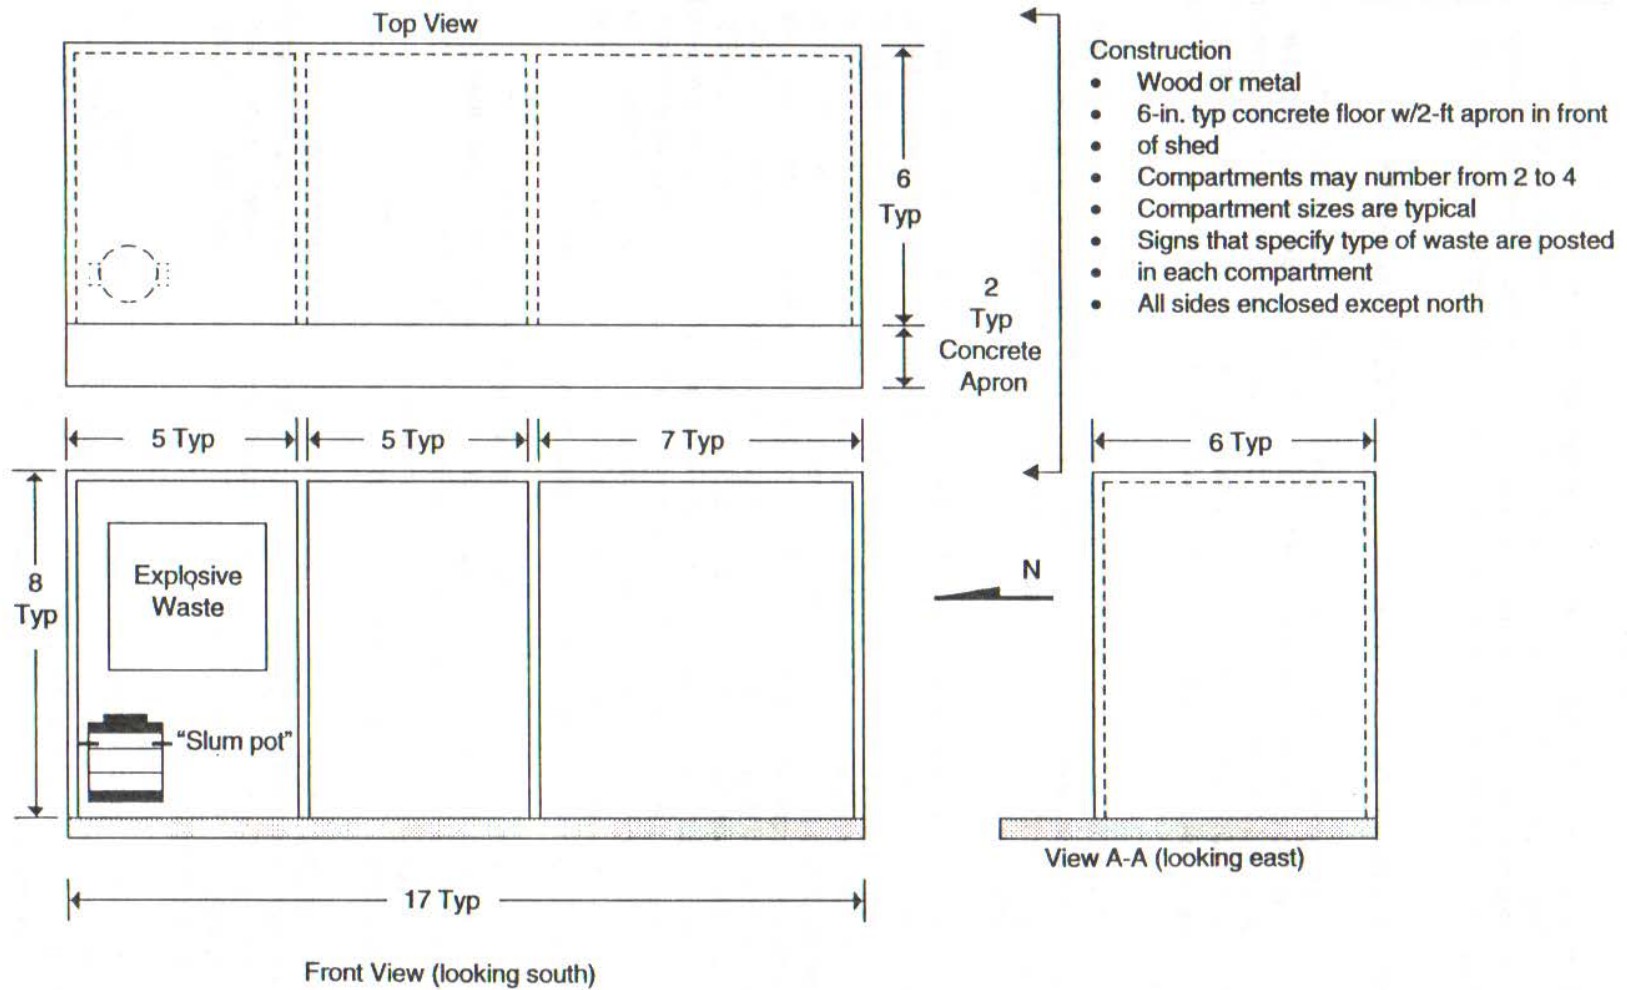 Top View
6
Typ
2
Typ
Concrete
Apron
Construction
• Wood or metal
• 6-in. typ concrete floor w/2-ft apron in front
• of shed
• Compartments may number from 2 to 4
• Compartment sizes are typical
• Signs that specify type of waste are posted
• in each compartment
• All sides enclosed except north
5 Typ
5 Typ
7 Typ
6 Typ
8
Typ
Explosive
Waste
"Slum pot"
N
View A-A (looking east)
17 Typ
Front View (looking south)